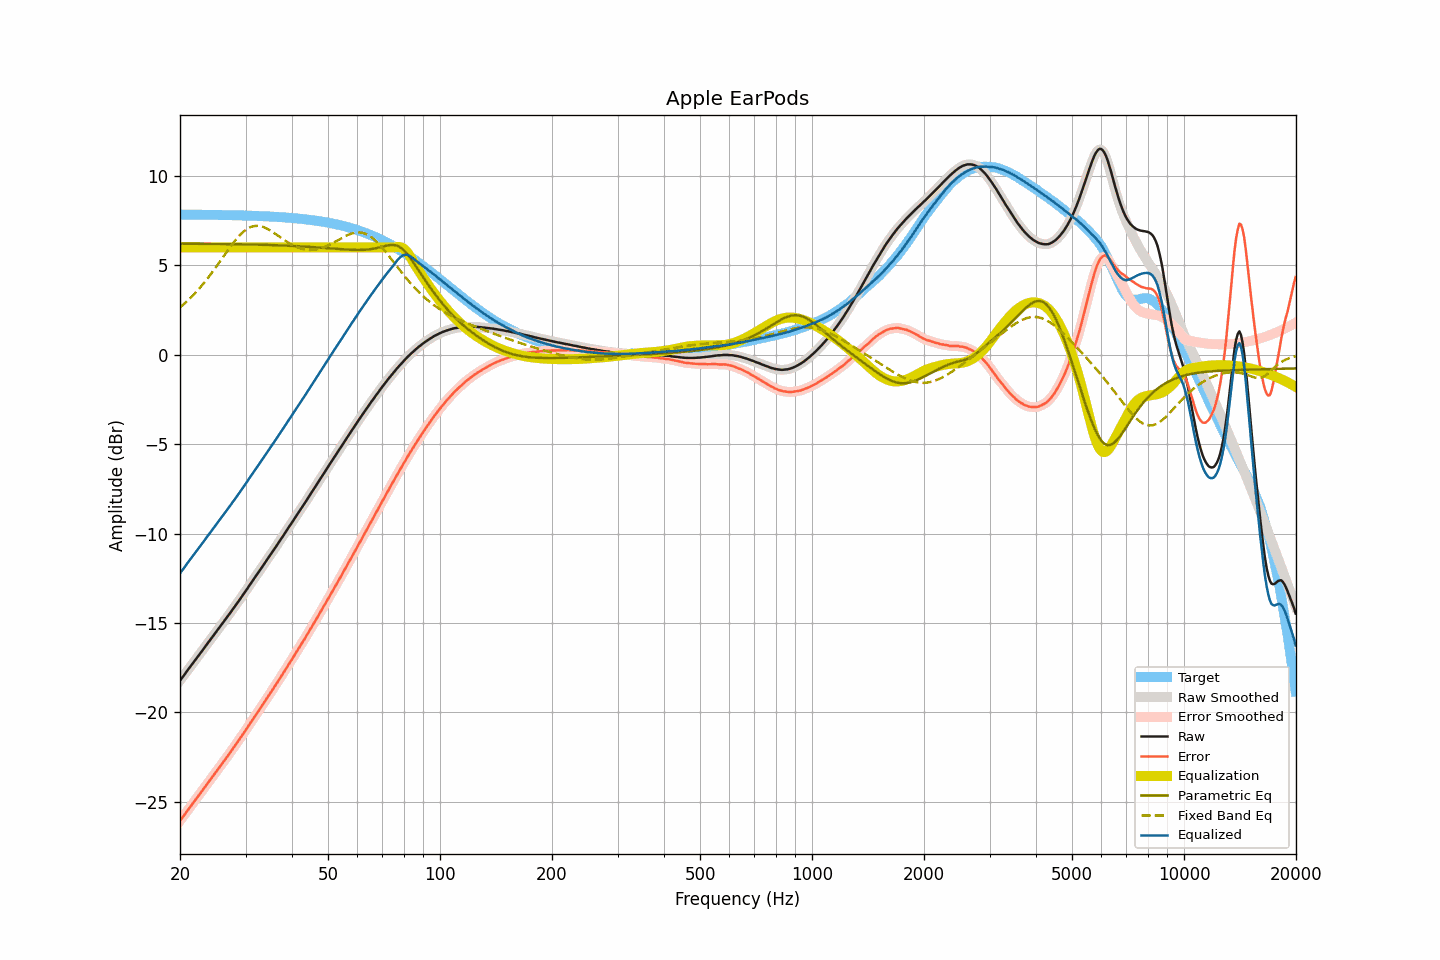 Apple EarPods
Amplitude (dBr)
10
5
0
−5
−10
−15
−20
−25
20 50 100 200 500 1000 2000 5000 10000 20000
Frequency (Hz)
Target
Raw Smoothed
Error Smoothed
Raw
Error
Equalization
Parametric Eq
Fixed Band Eq
Equalized